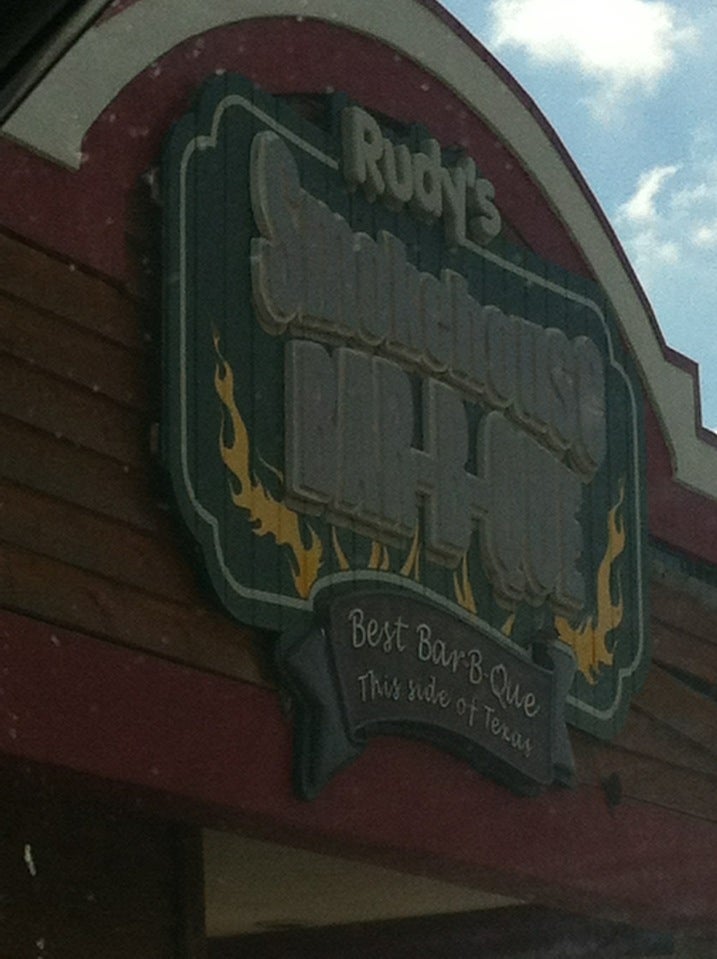 Rudy's
Smokehouse
BAR-B-QUE
Best Bar-B-Que
This side of Texas